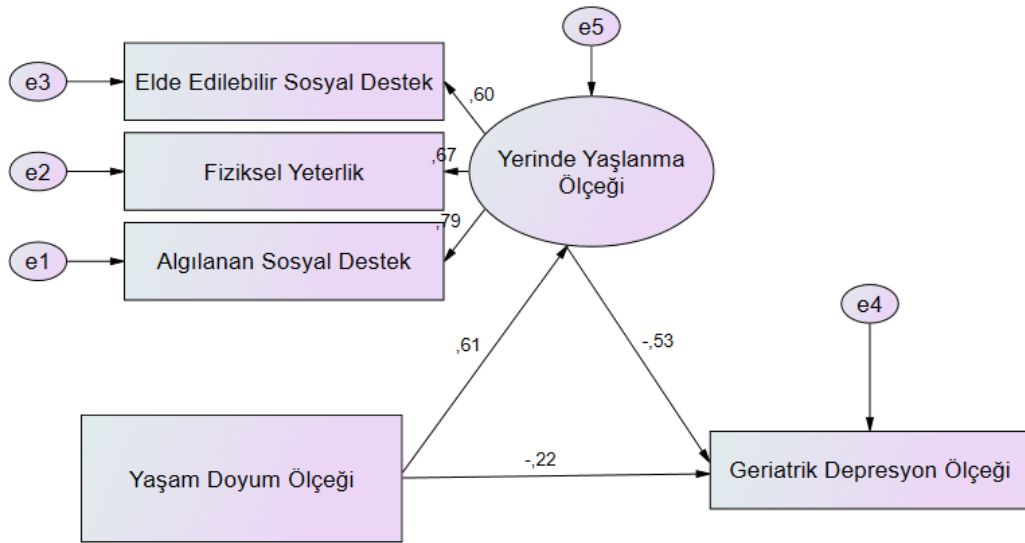 e5
e3
Elde Edilebilir Sosyal Destek
,60
e2
Fiziksel Yeterlik
,67
Yerinde Yaşlanma
Ölçeği
e1
Algılanan Sosyal Destek
,79
e4
,61
-,53
Yaşam Doyum Ölçeği
-,22
Geriatrik Depresyon Ölçeği